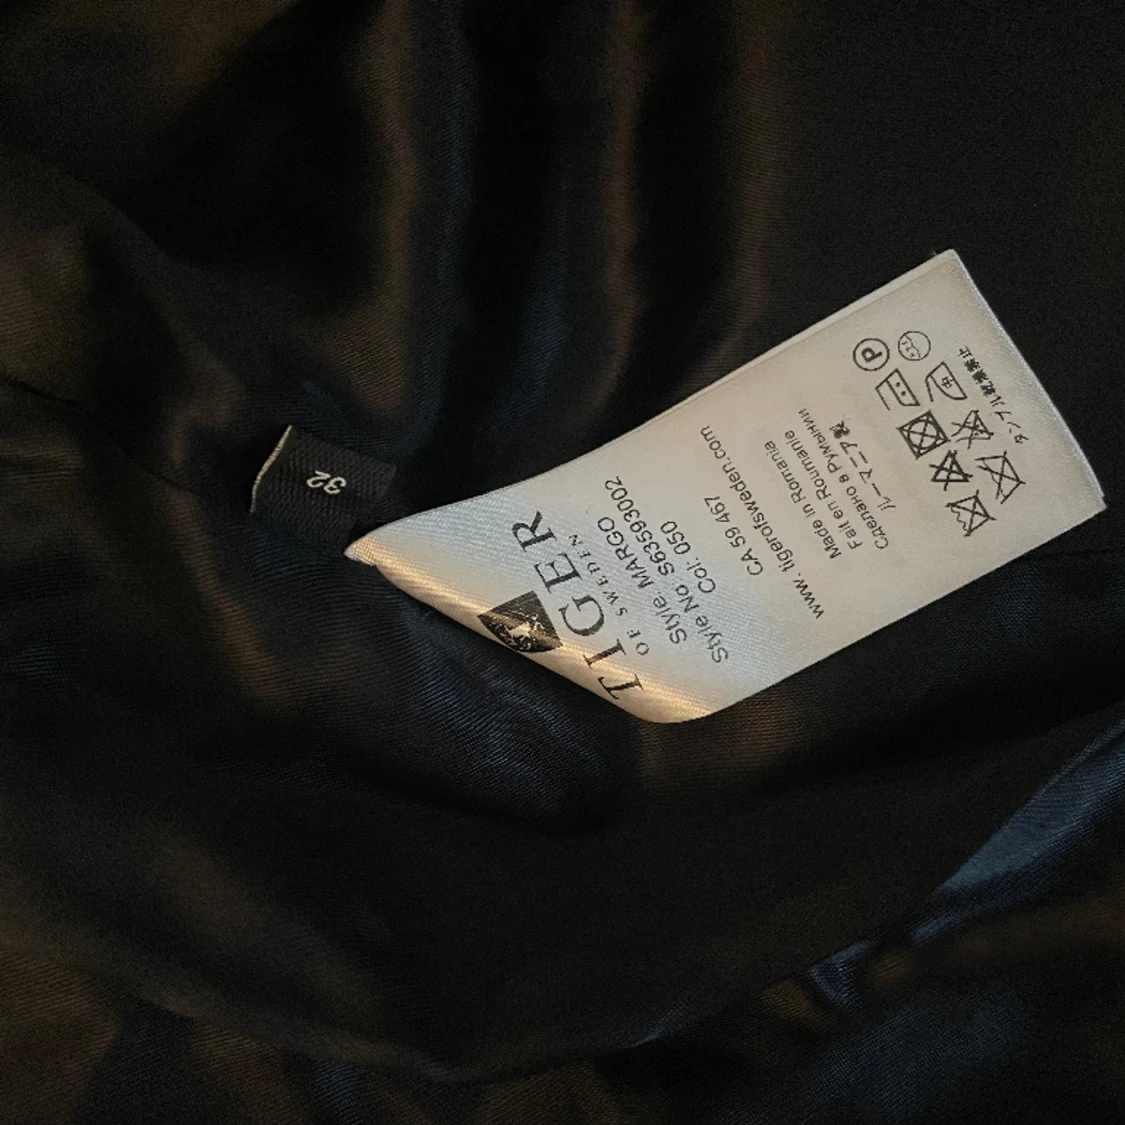 32
TIGER
OF SWEDEN
Style: MARGO
Style No. S63593002
Col. 050
CA 59 467
www.tigerofsweden.com
Made in Romania
Fait en Roumanie
Сделано в Румынии
ルーマニア製
P
タンブル乾燥禁止